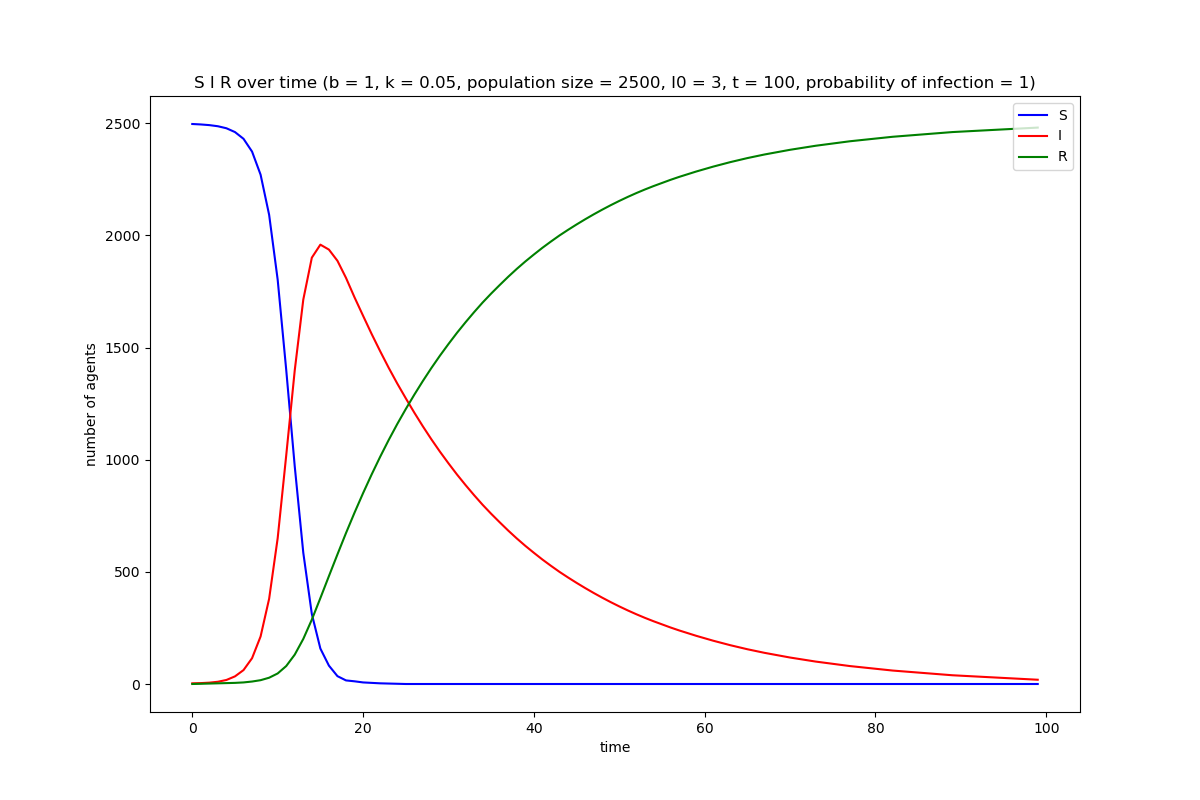 S I R over time (b = 1, k = 0.05, population size = 2500, I0 = 3, t = 100, probability of infection = 1)
S
I
R
2500
2000
1500
1000
500
0
number of agents
0 20 40 60 80 100
time